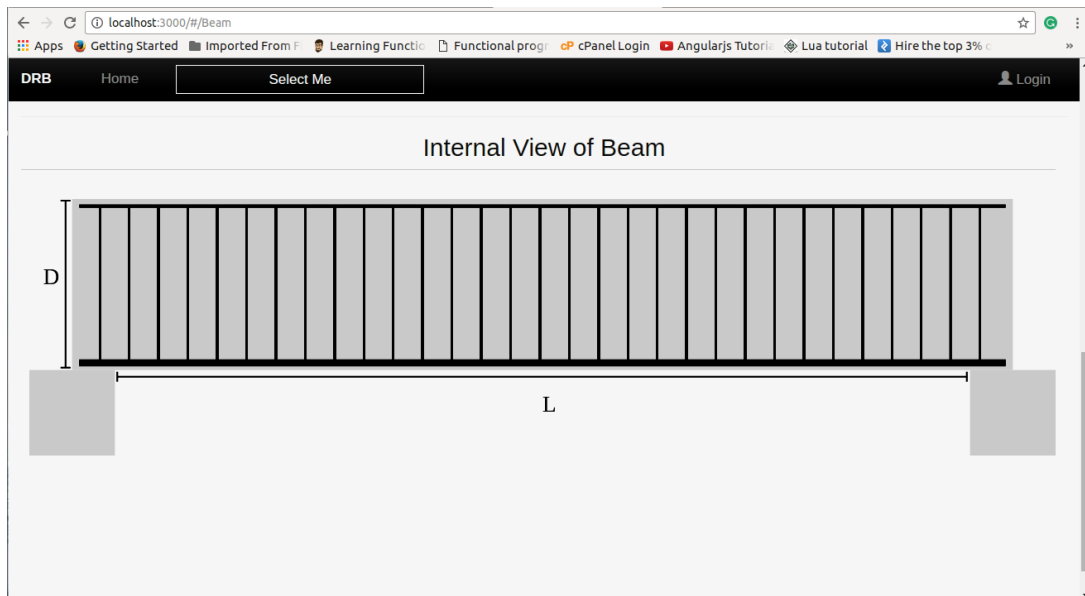 localhost:3000/#/Beam
Apps Getting Started Imported From F Learning Functio Functional progr cP cPanel Login Angularjs Tutoria Lua tutorial Hire the top 3% »
DRB Home Select Me Login
Internal View of Beam
D
L